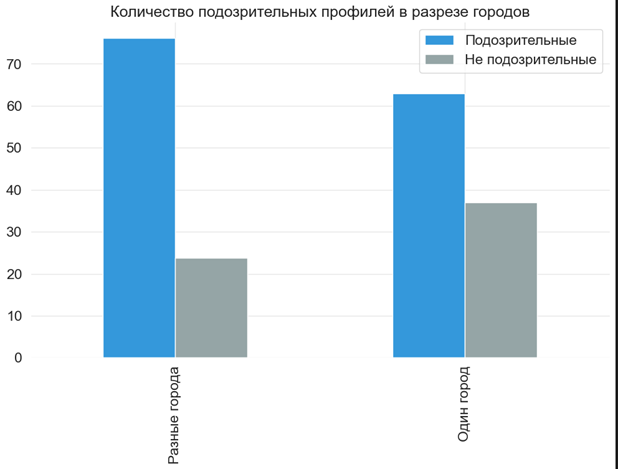 Количество подозрительных профилей в разрезе городов
Подозрительные
Не подозрительные
70
60
50
40
30
20
10
0
Разные города
Один город